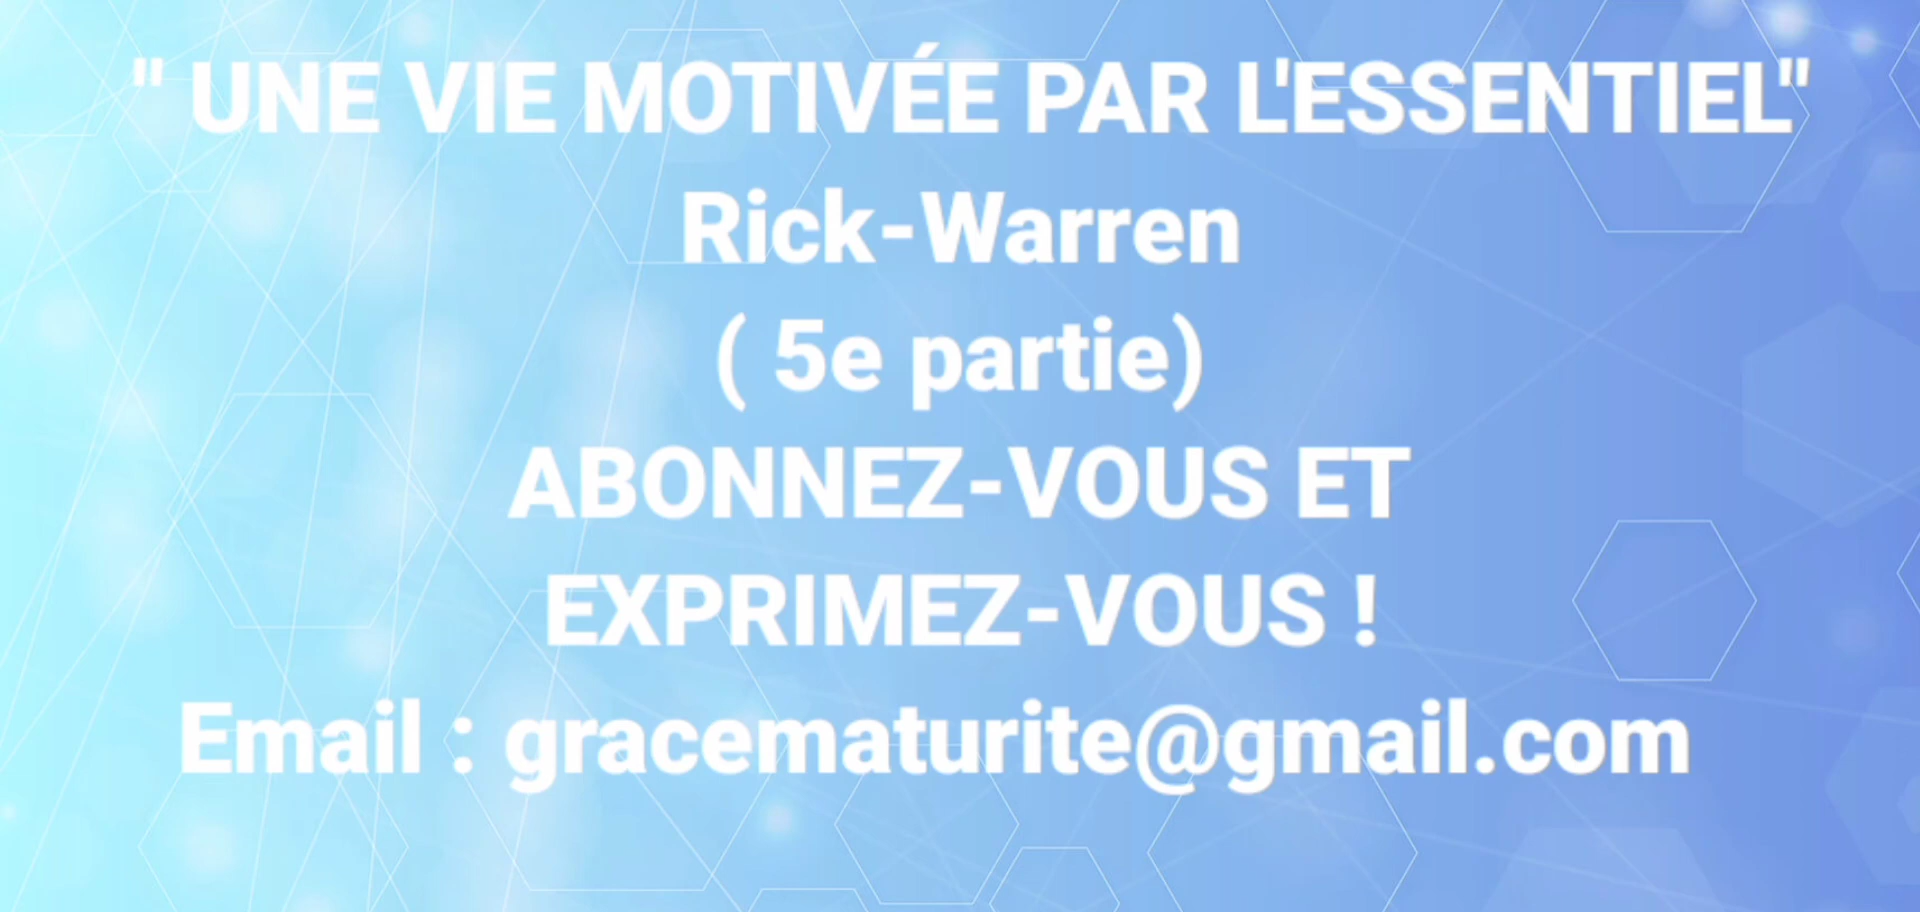 " UNE VIE MOTIVÉE PAR L'ESSENTIEL"
Rick-Warren
( 5e partie)
ABONNEZ-VOUS ET
EXPRIMEZ-VOUS !
Email : gracematurite@gmail.com